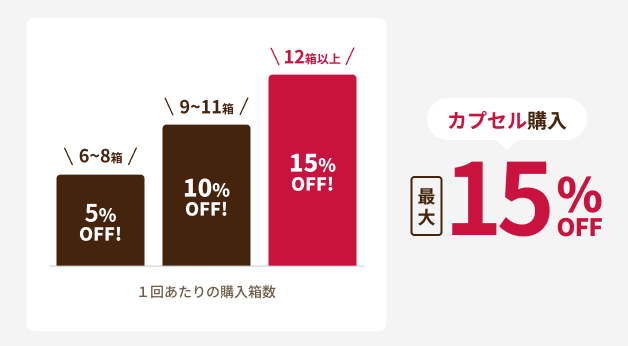 6~8箱
5%
OFF!
9~11箱
10%
OFF!
12箱以上
15%
OFF!
1回あたりの購入箱数
カプセル購入
最大
15%
OFF